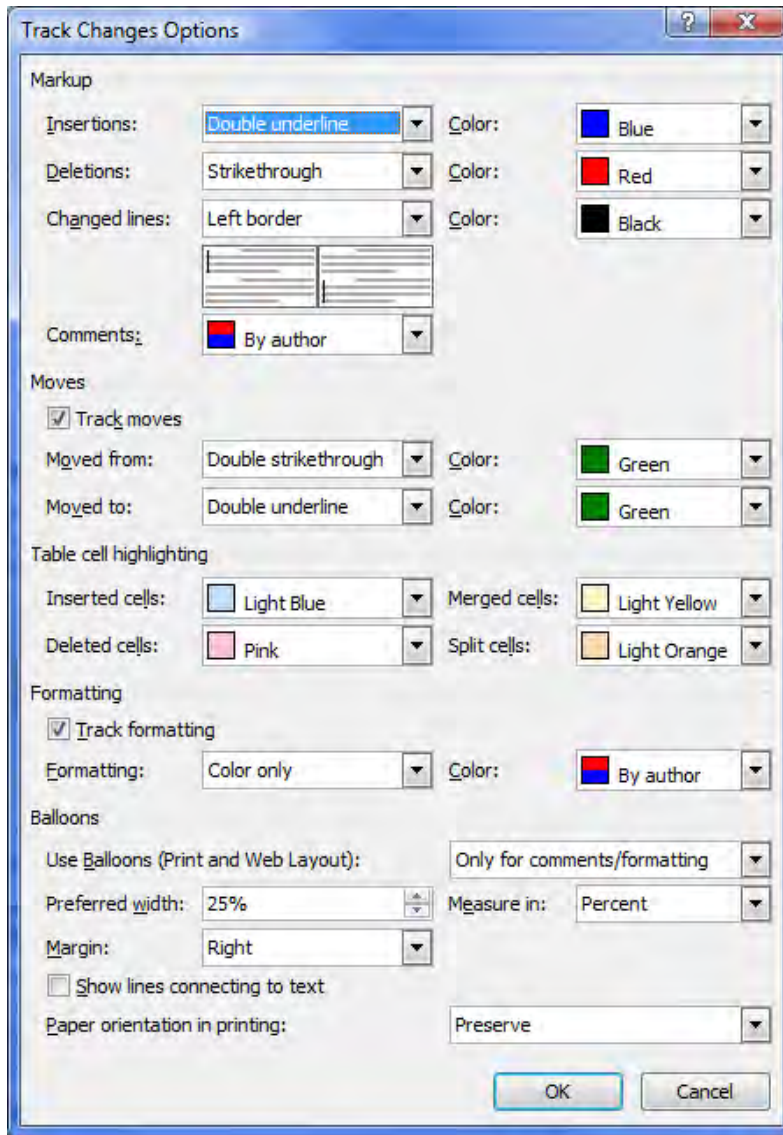 Track Changes Options
Markup
Insertions: Double underline Color: Blue
Deletions: Strikethrough Color: Red
Changed lines: Left border Color: Black
Comments: By author
Moves
Track moves
Moved from: Double strikethrough Color: Green
Moved to: Double underline Color: Green
Table cell highlighting
Inserted cells: Light Blue Merged cells: Light Yellow
Deleted cells: Pink Split cells: Light Orange
Formatting
Track formatting
Formatting: Color only Color: By author
Balloons
Use Balloons (Print and Web Layout): Only for comments/formatting
Preferred width: 25% Measure in: Percent
Margin: Right
Show lines connecting to text
Paper orientation in printing: Preserve
OK Cancel